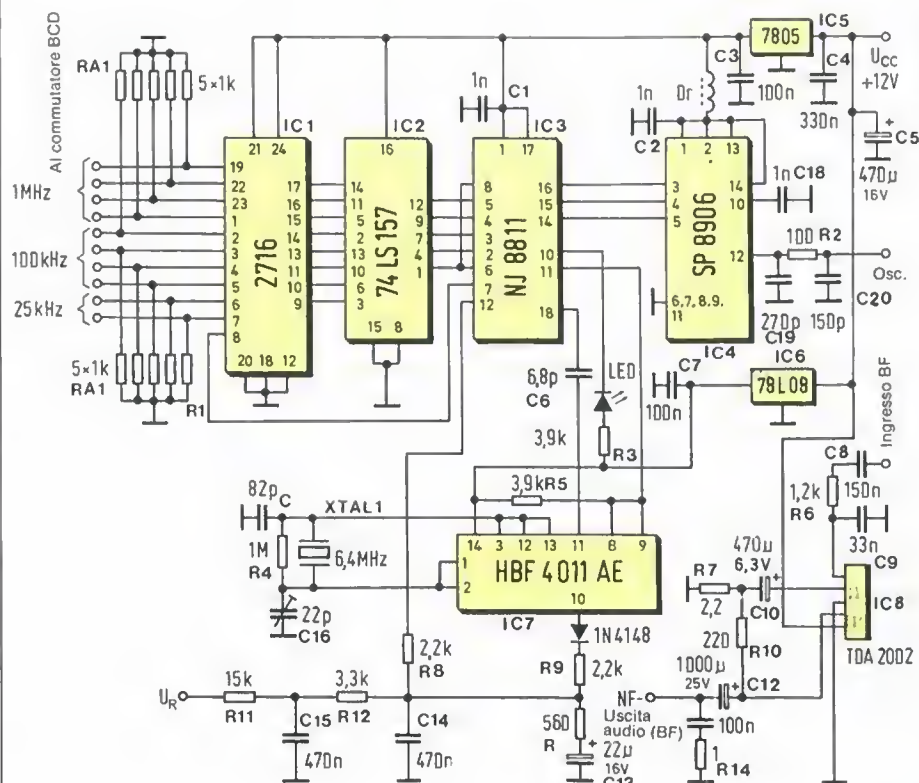 Al commutatore BCD
RA1
5×1k
1MHz
100kHz
25kHz
5×1k
RA1
R1
IC1
21 24
19
22
23
1
2
3
4
5
6
7
8
17
16
15
14
13
11
10
9
20 18 12
2716
IC2
16
14
11
5
2
13
10
6
3
12
9
7
4
15 8
74 LS 157
1n
C1
IC3
1 17
8
5
4
3
2
6
7
12
1
16
15
14
10
11
18
NJ 8811
1n
C2
Dr
C3
100n
7805
IC5
C4
330n
UCC
+12V
C5
470µ
16V
1 2 13
3
4
5
14
10
12
6,7,8,9.
11
SP 8906
IC4
1n C18
100 R2
Osc.
C20
270p 150p
C19
IC6
78L08
C7
100n
6,8p
C6
LED
3,9k
R3
Ingresso BF
C8
150n
1,2k
R6
33n
C9
IC8
TDA 2002
3,9k R5
82p C
XTAL1
1M
R4
6,4MHz
22p
C16
14 3 12 13 11 8 9
1
2
10
HBF 4011 AE
IC7
1N4148
R9
2,2k
2,2k
R8
R7
2,2
470µ
6,3V
C10
220
R10
1000µ
25V
C12
UR
15k
R11
3,3k
R12
C15
470n
C14
470n
560
R
22µ
16V
C13
NF
Uscita
audio (BF)
100n
1
R14